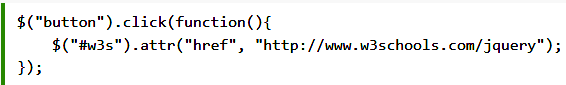 $("button").click(function(){
    $("#w3s").attr("href", "http://www.w3schools.com/jquery");
});